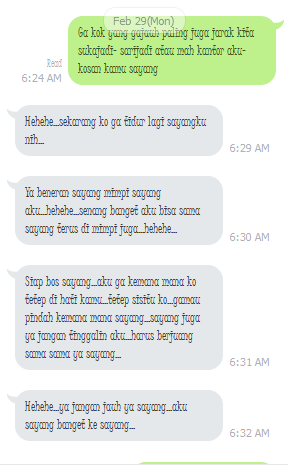 Feb 29(Mon)
Ga kok yang gajauh paling juga jarak kita
sukajadi- sarijadi atau mah kantor aku-
kosan kamu sayang
Read
6:24 AM
Hehehe...sekarang ko ga tidur lagi sayangku
nih...
6:29 AM
Ya beneran sayang mimpi sayang
aku...hehehe...senang banget aku bisa sama
sayang terus di mimpi juga...hehehe...
6:30 AM
Siap bos sayang...aku ga kemana mana ko
tetep di hati kamu...tetep disitu ko...gamau
pindah kemana mana sayang...sayang juga
ya jangan tinggalin aku...harus berjuang
sama sama ya sayang...
6:31 AM
Hehehe...ya jangan jauh ya sayang...aku
sayang banget ke sayang...
6:32 AM